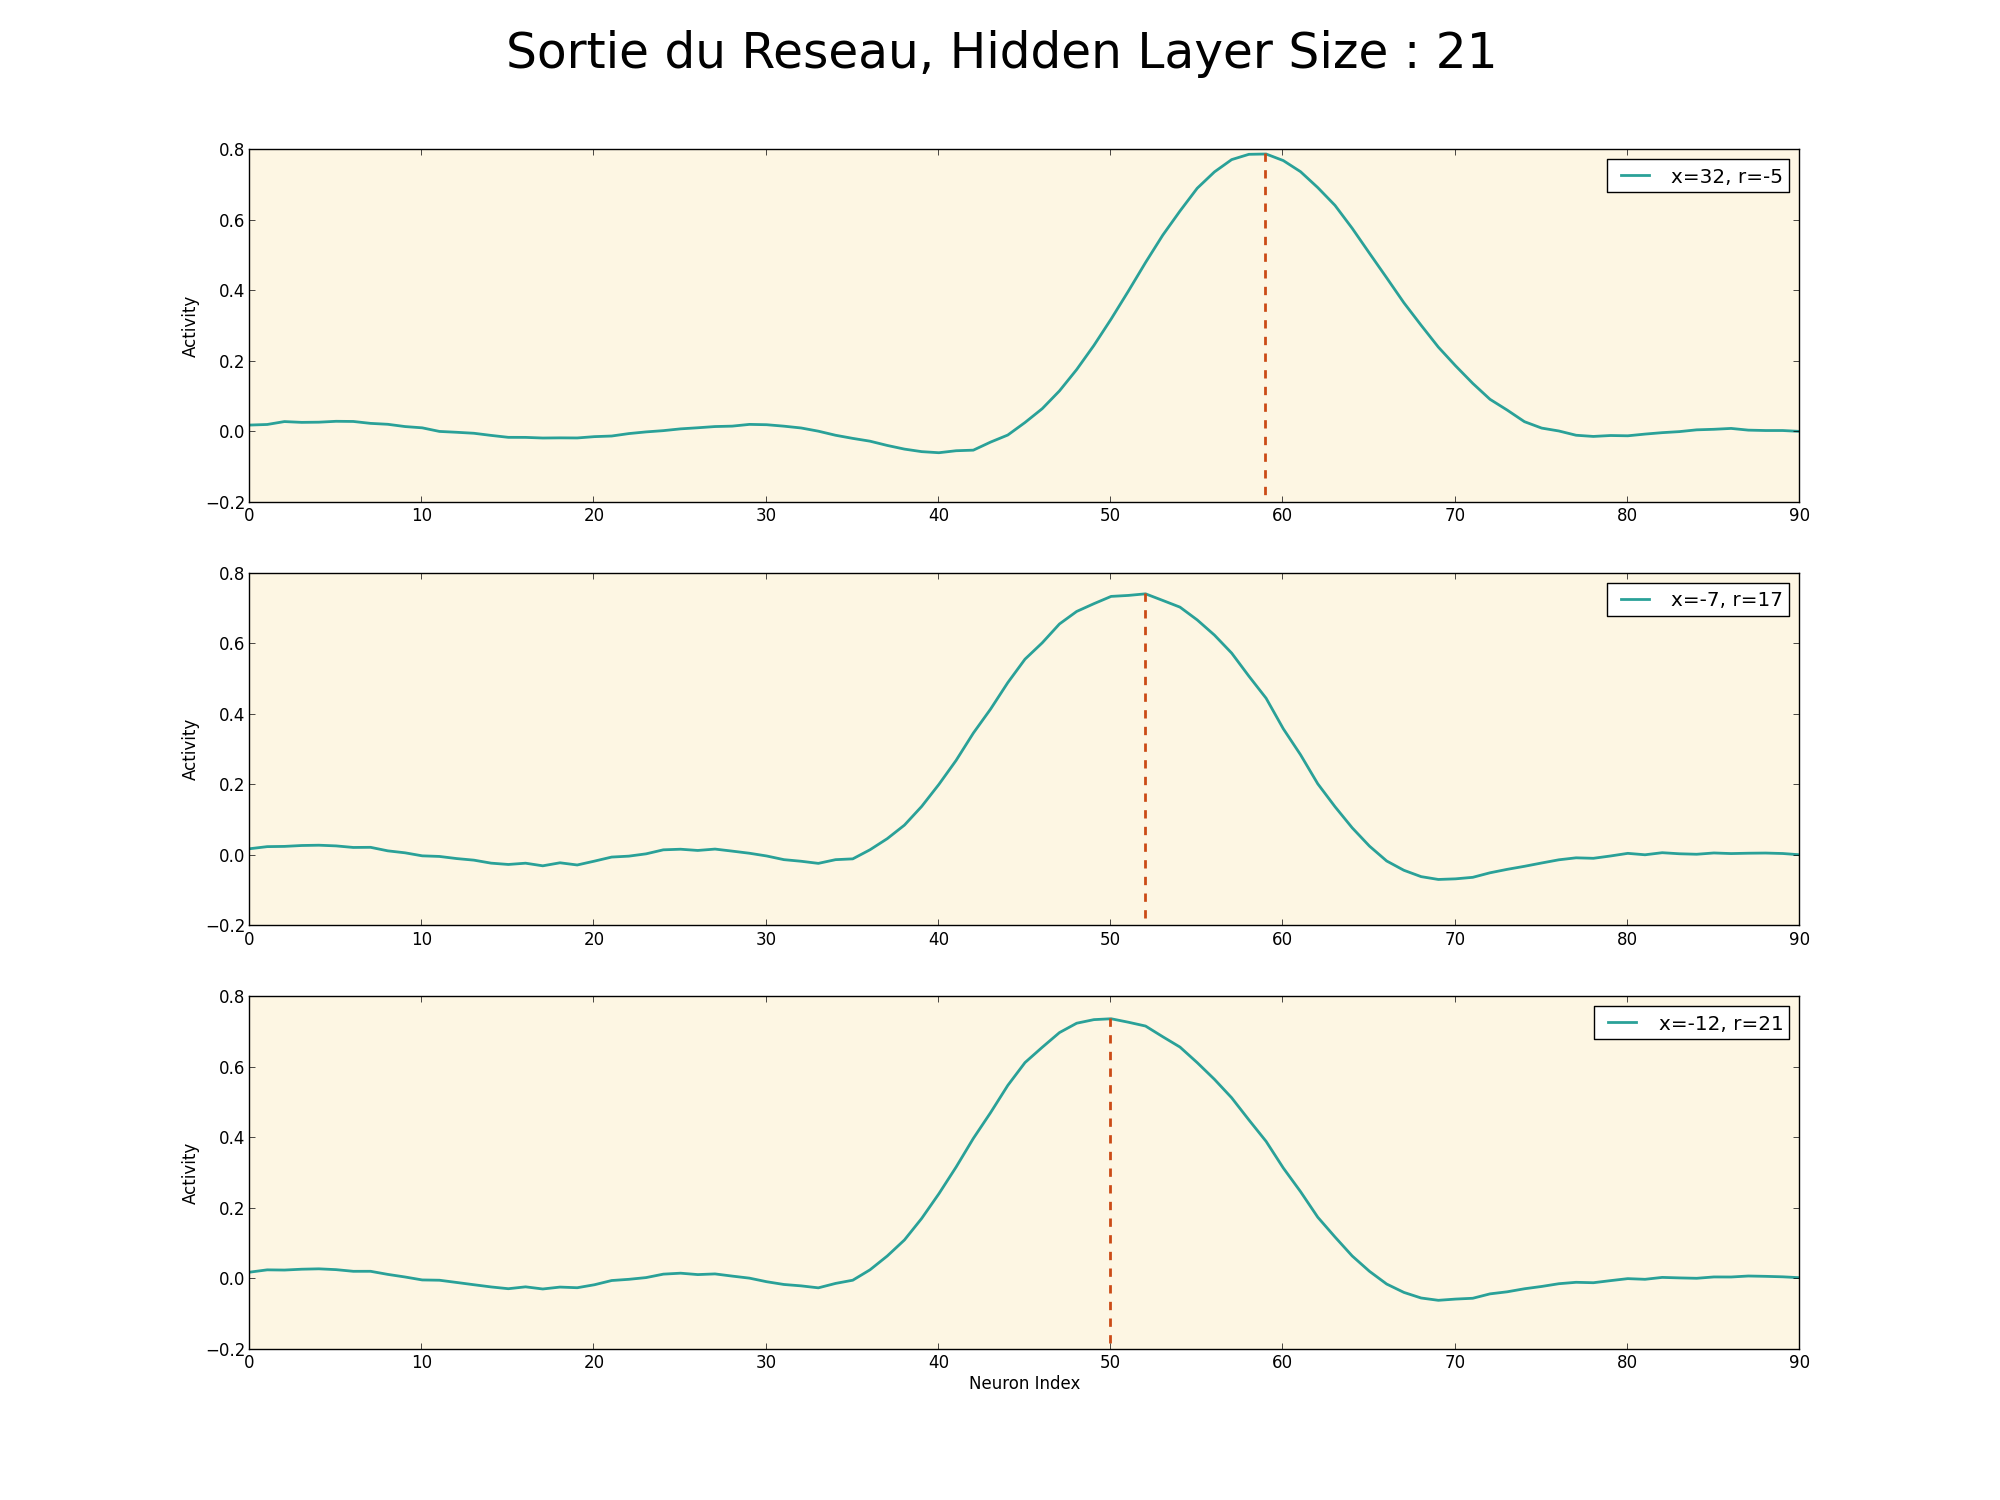 Sortie du Reseau, Hidden Layer Size : 21
0.8
0.6
0.4
0.2
0.0
−0.2
Activity
x=32, r=-5
0 10 20 30 40 50 60 70 80 90
0.8
0.6
0.4
0.2
0.0
−0.2
Activity
x=-7, r=17
0 10 20 30 40 50 60 70 80 90
0.8
0.6
0.4
0.2
0.0
−0.2
Activity
x=-12, r=21
0 10 20 30 40 50 60 70 80 90
Neuron Index